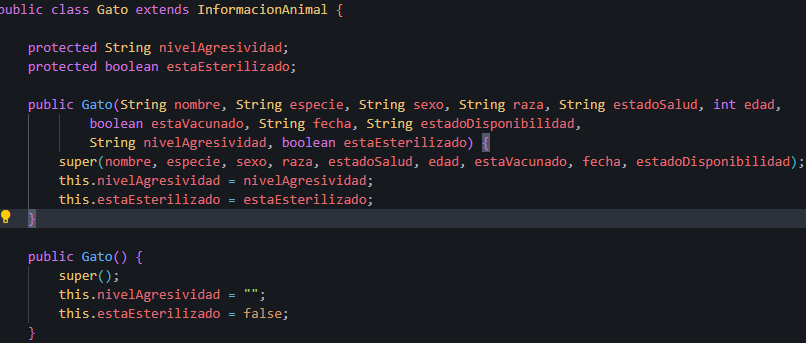 public class Gato extends InformacionAnimal {
protected String nivelAgresividad;
protected boolean estaEsterilizado;
public Gato(String nombre, String especie, String sexo, String raza, String estadoSalud, int edad,
boolean estaVacunado, String fecha, String estadoDisponibilidad,
String nivelAgresividad, boolean estaEsterilizado) {
super(nombre, especie, sexo, raza, estadoSalud, edad, estaVacunado, fecha, estadoDisponibilidad);
this.nivelAgresividad = nivelAgresividad;
this.estaEsterilizado = estaEsterilizado;
}
public Gato() {
super();
this.nivelAgresividad = "";
this.estaEsterilizado = false;
}